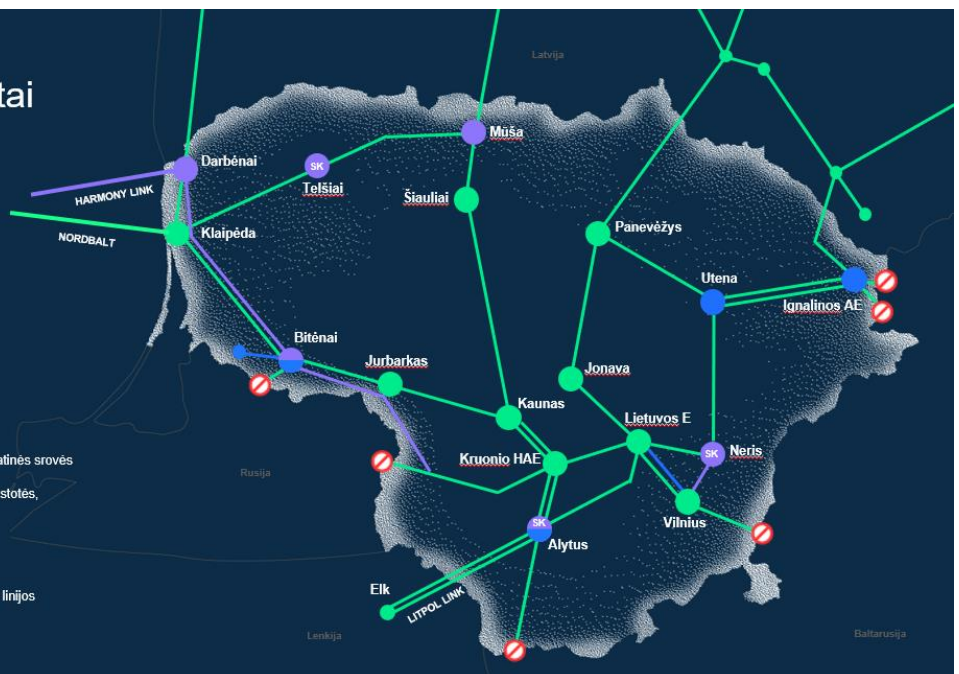 Latvija
tai
Mūša
Darbėnai
SK
Telšiai
HARMONY LINK
Šiauliai
NORDBALT
Klaipėda
Panevėžys
Utena
Ignalinos AE
Bitėnai
Jurbarkas
Jonava
Kaunas
Lietuvos E
Kruonio HAE
SK
Neris
atinės srovės
Rusija
stotės,
Vilnius
SK
Alytus
Elk
LITPOL LINK
linijos
Lenkija
Baltarusija